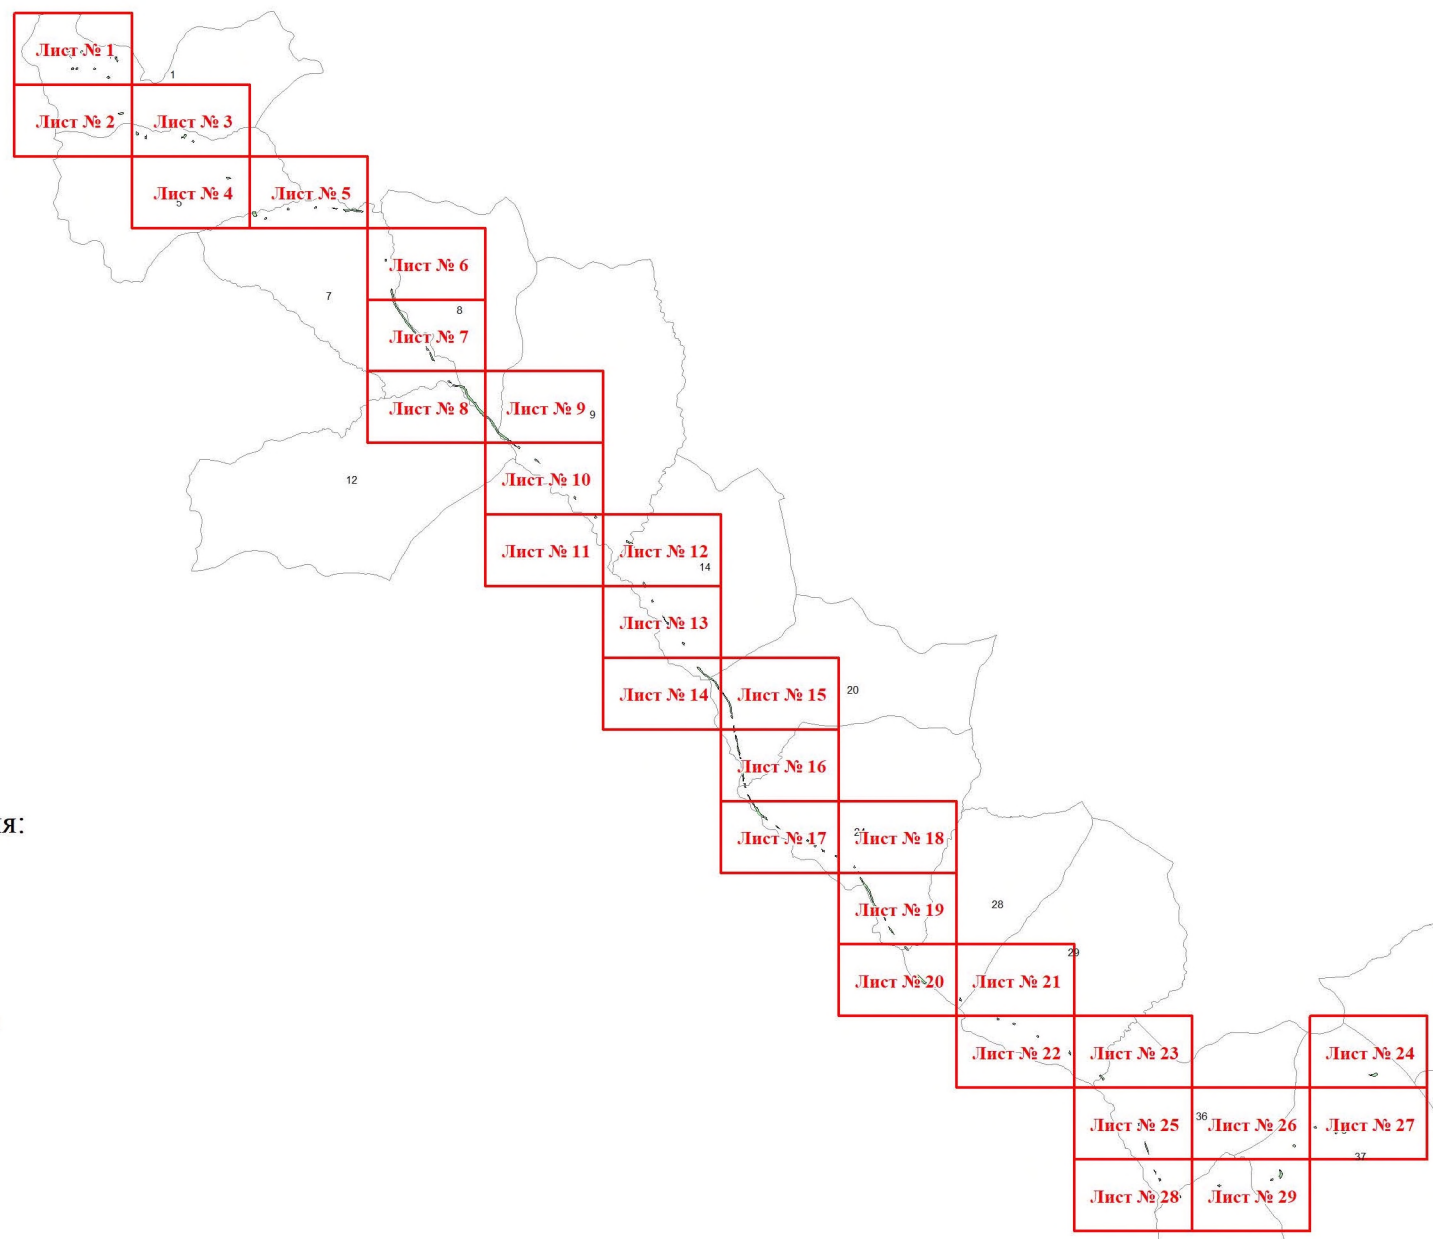 Лист № 1
1
Лист № 2
Лист № 3
Лист № 4
Лист № 5
5
6
Лист № 6
7
8
Лист № 7
Лист № 8
Лист № 9
9
12
Лист № 10
Лист № 11
Лист № 12
14
Лист № 13
Лист № 14
Лист № 15
20
Лист № 16
я:
Лист № 17
24
Лист № 18
28
Лист № 19
29
Лист № 20
Лист № 21
Лист № 22
Лист № 23
Лист № 24
36
Лист № 25
Лист № 26
Лист № 27
37
Лист № 28
Лист № 29